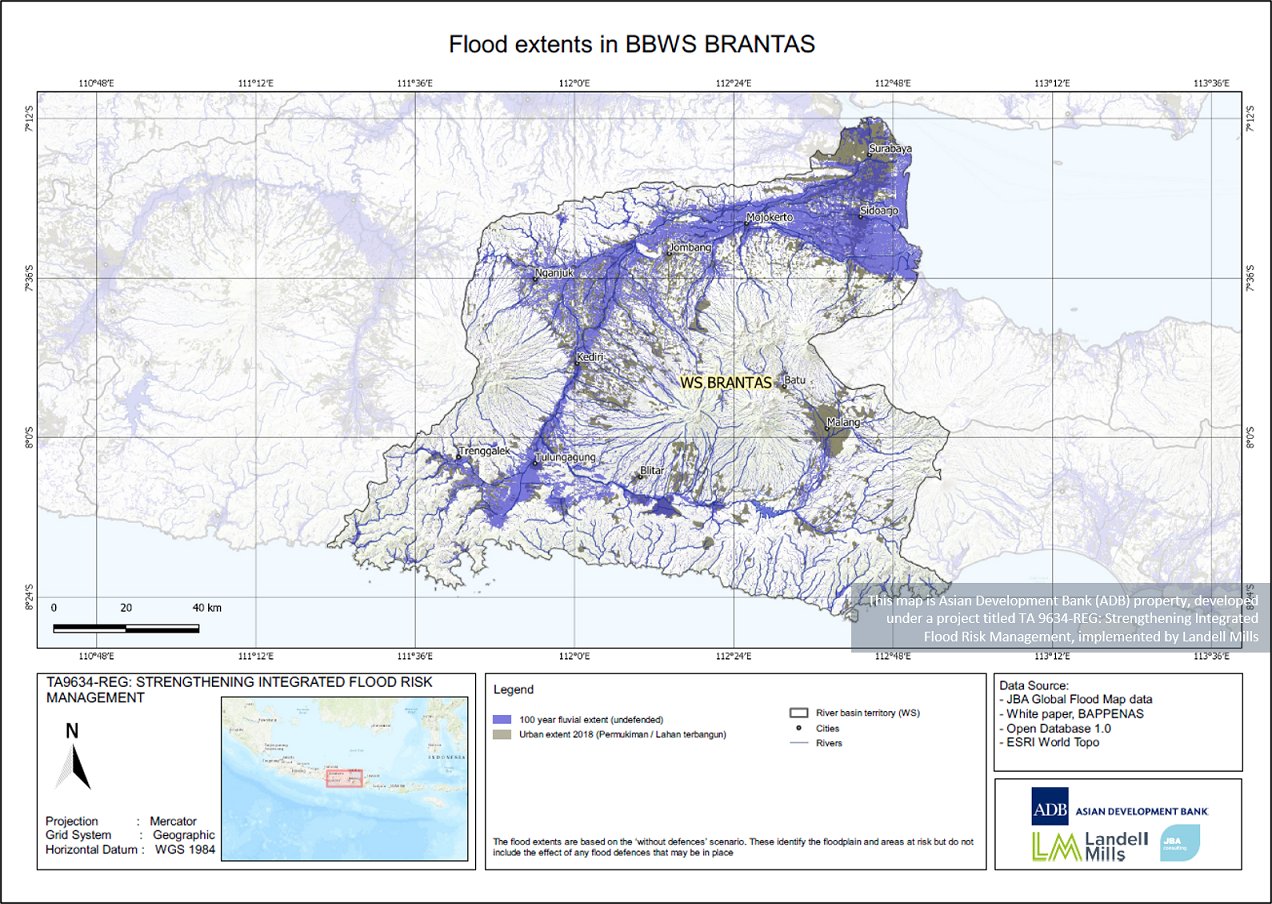 Flood extents in BBWS BRANTAS
110°48'E 111°12'E 111°36'E 112°0'E 112°24'E 112°48'E 113°12'E 113°36'E
7°12'S 7°12'S
Surabaya
Sidoarjo
Mojokerto
Jombang
Nganjuk
7°36'S 7°36'S
Kediri
WS BRANTAS
Batu
Malang
8°0'S 8°0'S
Trenggalek
Tulungagung
Blitar
8°24'S
0 20 40 km
This map is Asian Development Bank (ADB) property, developed
under a project titled TA 9634-REG: Strengthening Integrated
Flood Risk Management, implemented by Landell Mills
110°48'E 111°12'E 111°36'E 112°0'E 112°24'E 112°48'E 113°12'E 113°36'E
TA9634-REG: STRENGTHENING INTEGRATED FLOOD RISK
MANAGEMENT
N
INDONESIA
Projection : Mercator
Grid System : Geographic
Horizontal Datum : WGS 1984
Legend
100 year fluvial extent (undefended)
Urban extent 2018 (Permukiman / Lahan terbangun)
River basin territory (WS)
Cities
Rivers
The flood extents are based on the 'without defences' scenario. These identify the floodplain and areas at risk but do not
include the effect of any flood defences that may be in place
Data Source:
- JBA Global Flood Map data
- White paper, BAPPENAS
- Open Database 1.0
- ESRI World Topo
ADB ASIAN DEVELOPMENT BANK
LM Landell
Mills
JBA
consulting